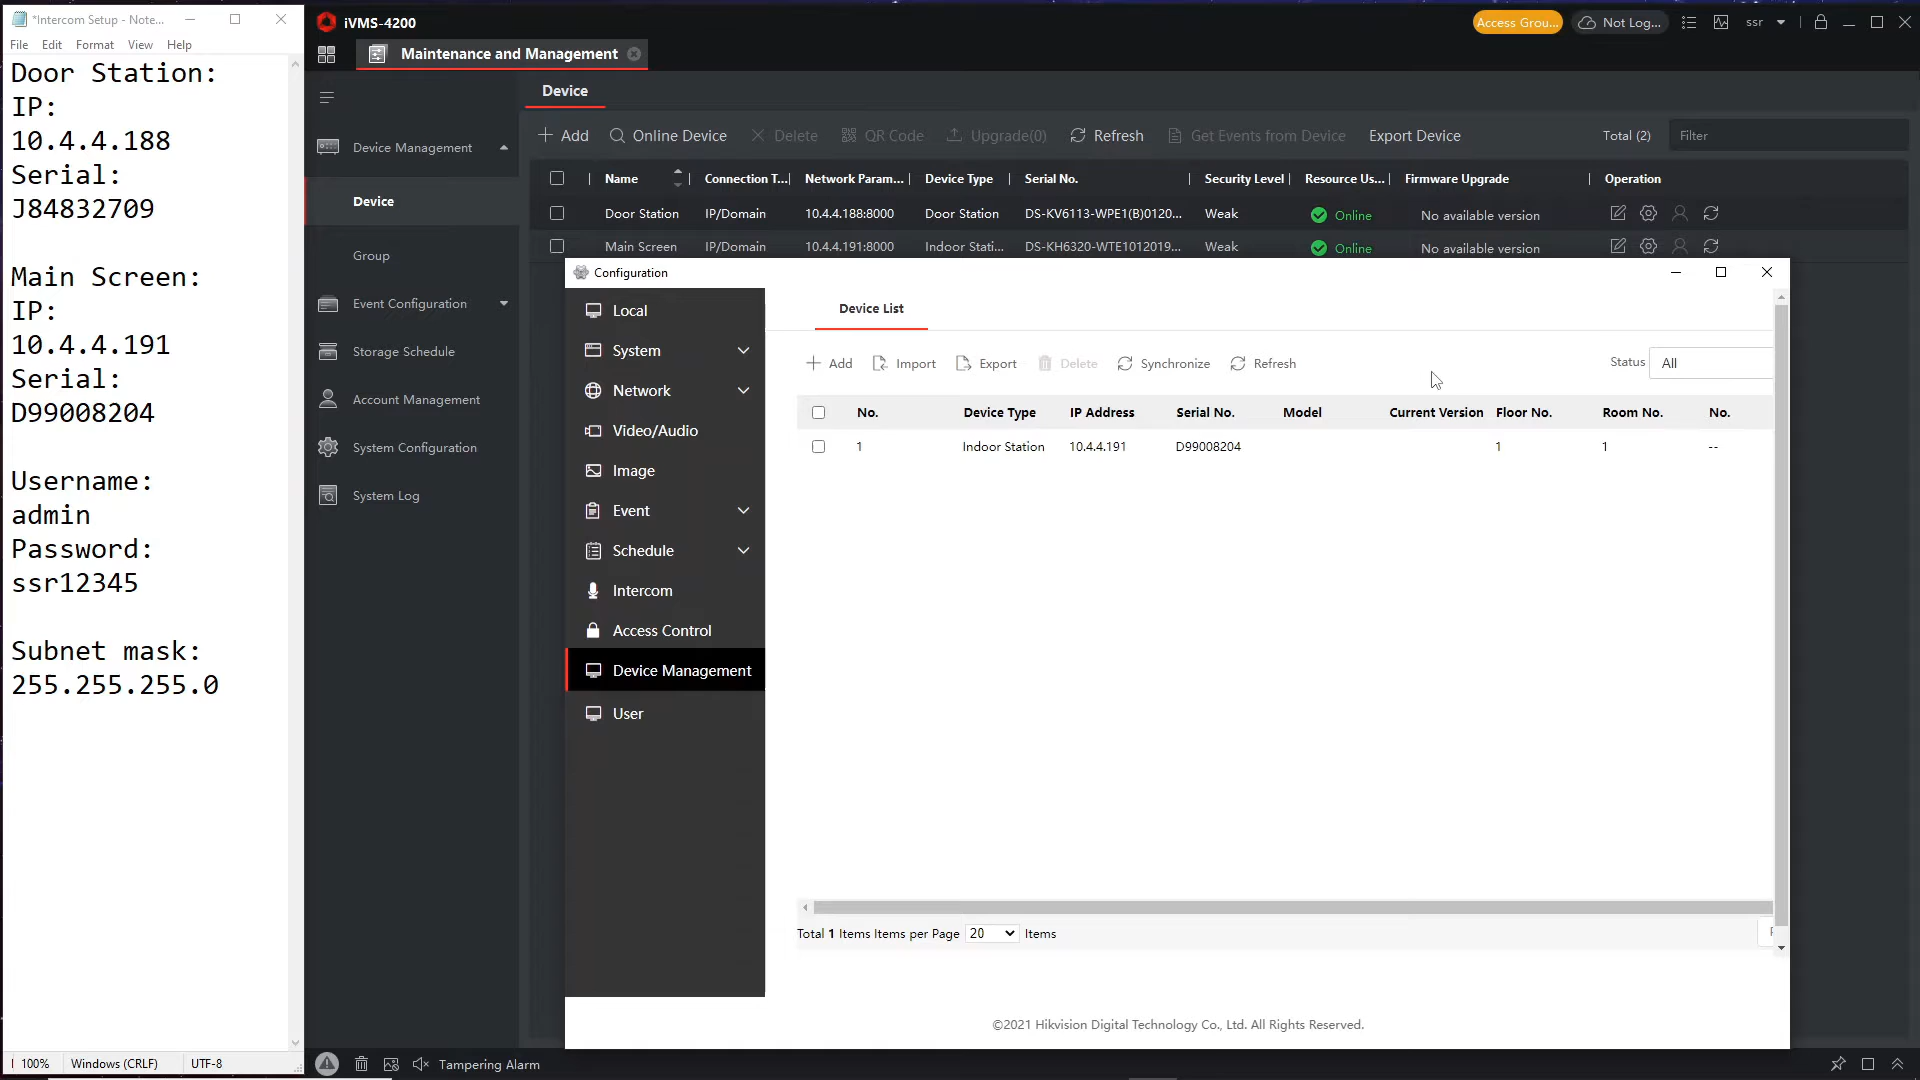 *Intercom Setup - Note...
File Edit Format View Help
Door Station:
IP:
10.4.4.188
Serial:
J84832709
Main Screen:
IP:
10.4.4.191
Serial:
D99008204
Username:
admin
Password:
ssr12345
Subnet mask:
255.255.255.0
100% Windows (CRLF) UTF-8
iVMS-4200
Access Grou... Not Log... ssr
Maintenance and Management
Device Management
Device
Group
Event Configuration
Storage Schedule
Account Management
System Configuration
System Log
Device
Add Online Device Delete QR Code Upgrade(0) Refresh Get Events from Device Export Device Total (2) Filter
Name Connection T... Network Param... Device Type Serial No. Security Level Resource Us... Firmware Upgrade Operation
Door Station IP/Domain 10.4.4.188:8000 Door Station DS-KV6113-WPE1(B)0120... Weak Online No available version
Main Screen IP/Domain 10.4.4.191:8000 Indoor Stati... DS-KH6320-WTE1012019... Weak Online No available version
Configuration
Local
System
Network
Video/Audio
Image
Event
Schedule
Intercom
Access Control
Device Management
User
Device List
Add Import Export Delete Synchronize Refresh Status All
No. Device Type IP Address Serial No. Model Current Version Floor No. Room No. No.
1 Indoor Station 10.4.4.191 D99008204 1 1 --
Total 1 Items Items per Page 20 Items
©2021 Hikvision Digital Technology Co., Ltd. All Rights Reserved.
Tampering Alarm